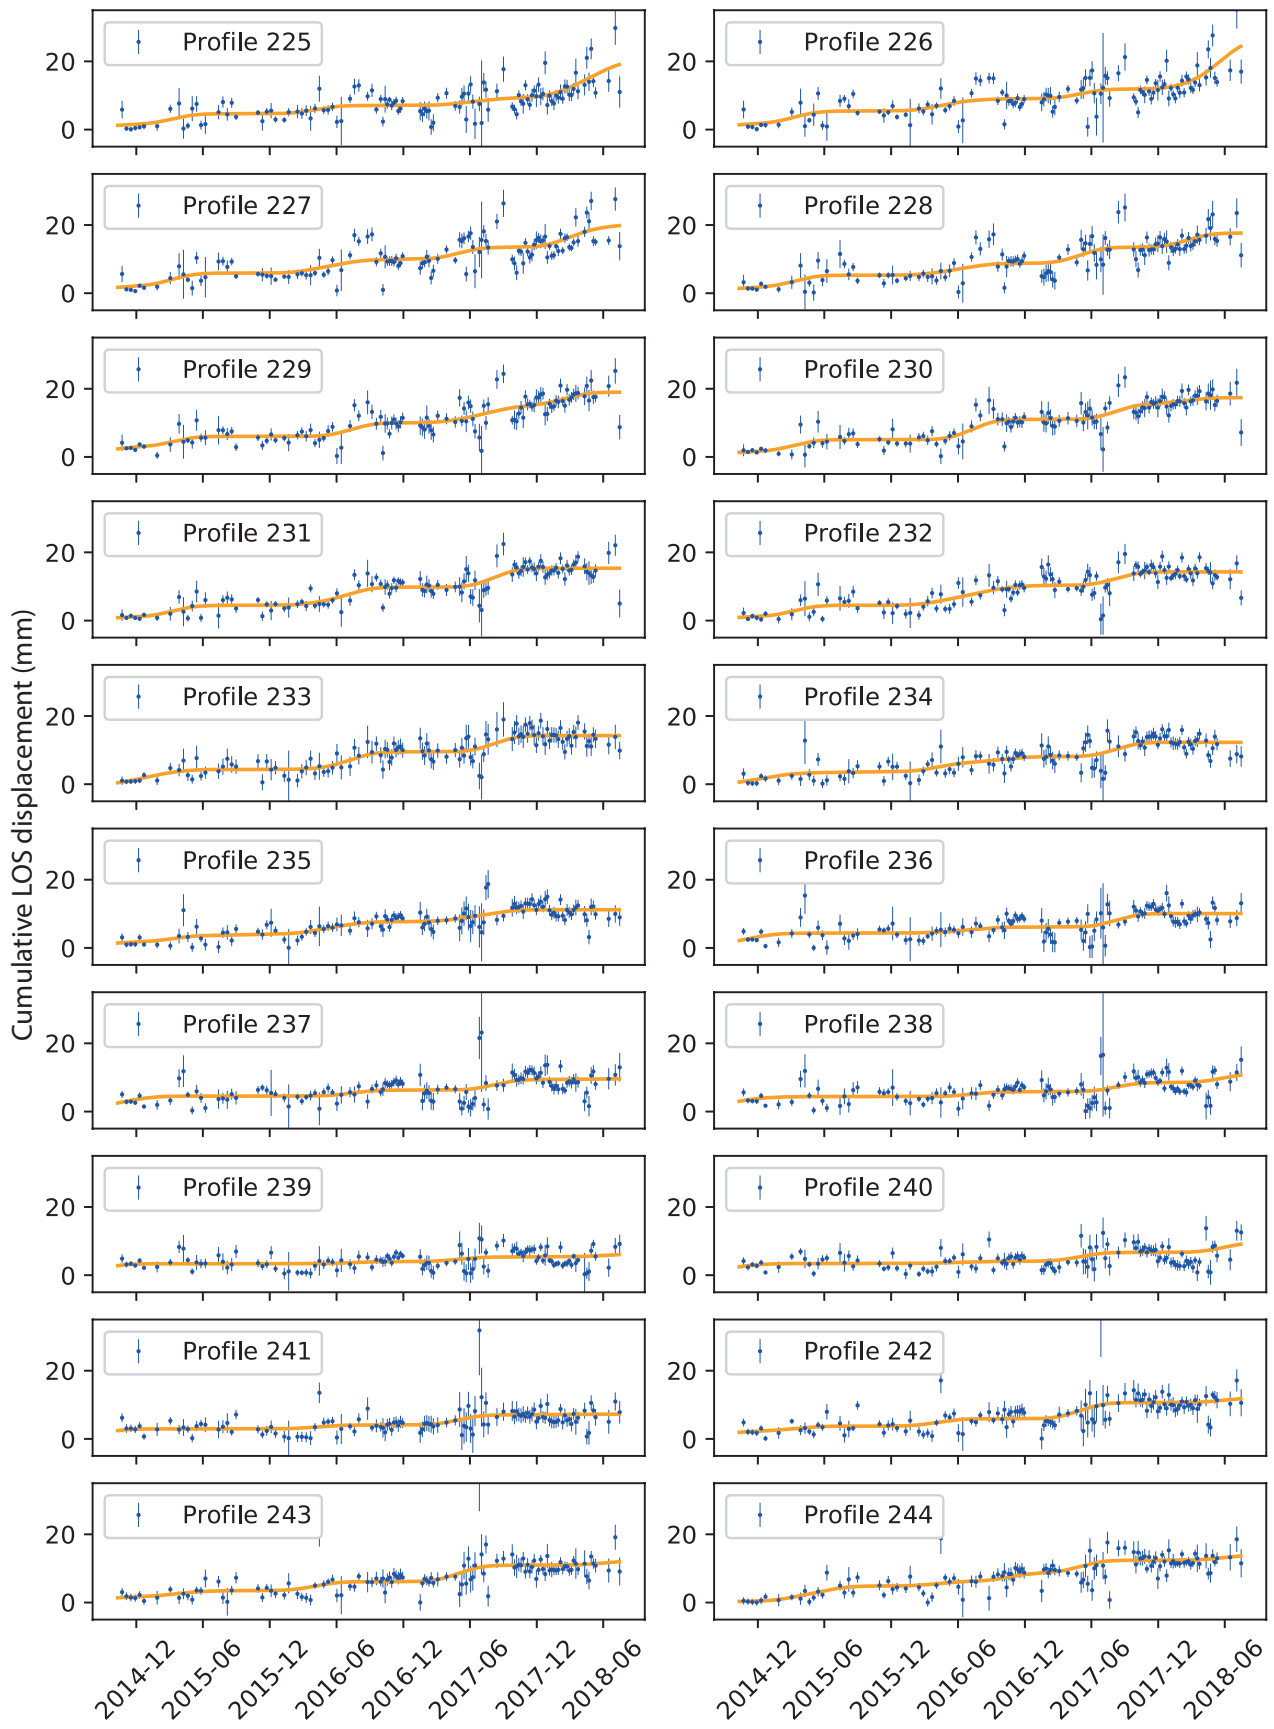 Cumulative LOS displacement (mm)
20
0
Profile 225
Profile 226
20
0
20
0
Profile 227
Profile 228
20
0
20
0
Profile 229
Profile 230
20
0
20
0
Profile 231
Profile 232
20
0
20
0
Profile 233
Profile 234
20
0
20
0
Profile 235
Profile 236
20
0
20
0
Profile 237
Profile 238
20
0
20
0
Profile 239
Profile 240
20
0
20
0
Profile 241
Profile 242
20
0
20
0
Profile 243
Profile 244
20
0
2014-12 2015-06 2015-12 2016-06 2016-12 2017-06 2017-12 2018-06
2014-12 2015-06 2015-12 2016-06 2016-12 2017-06 2017-12 2018-06